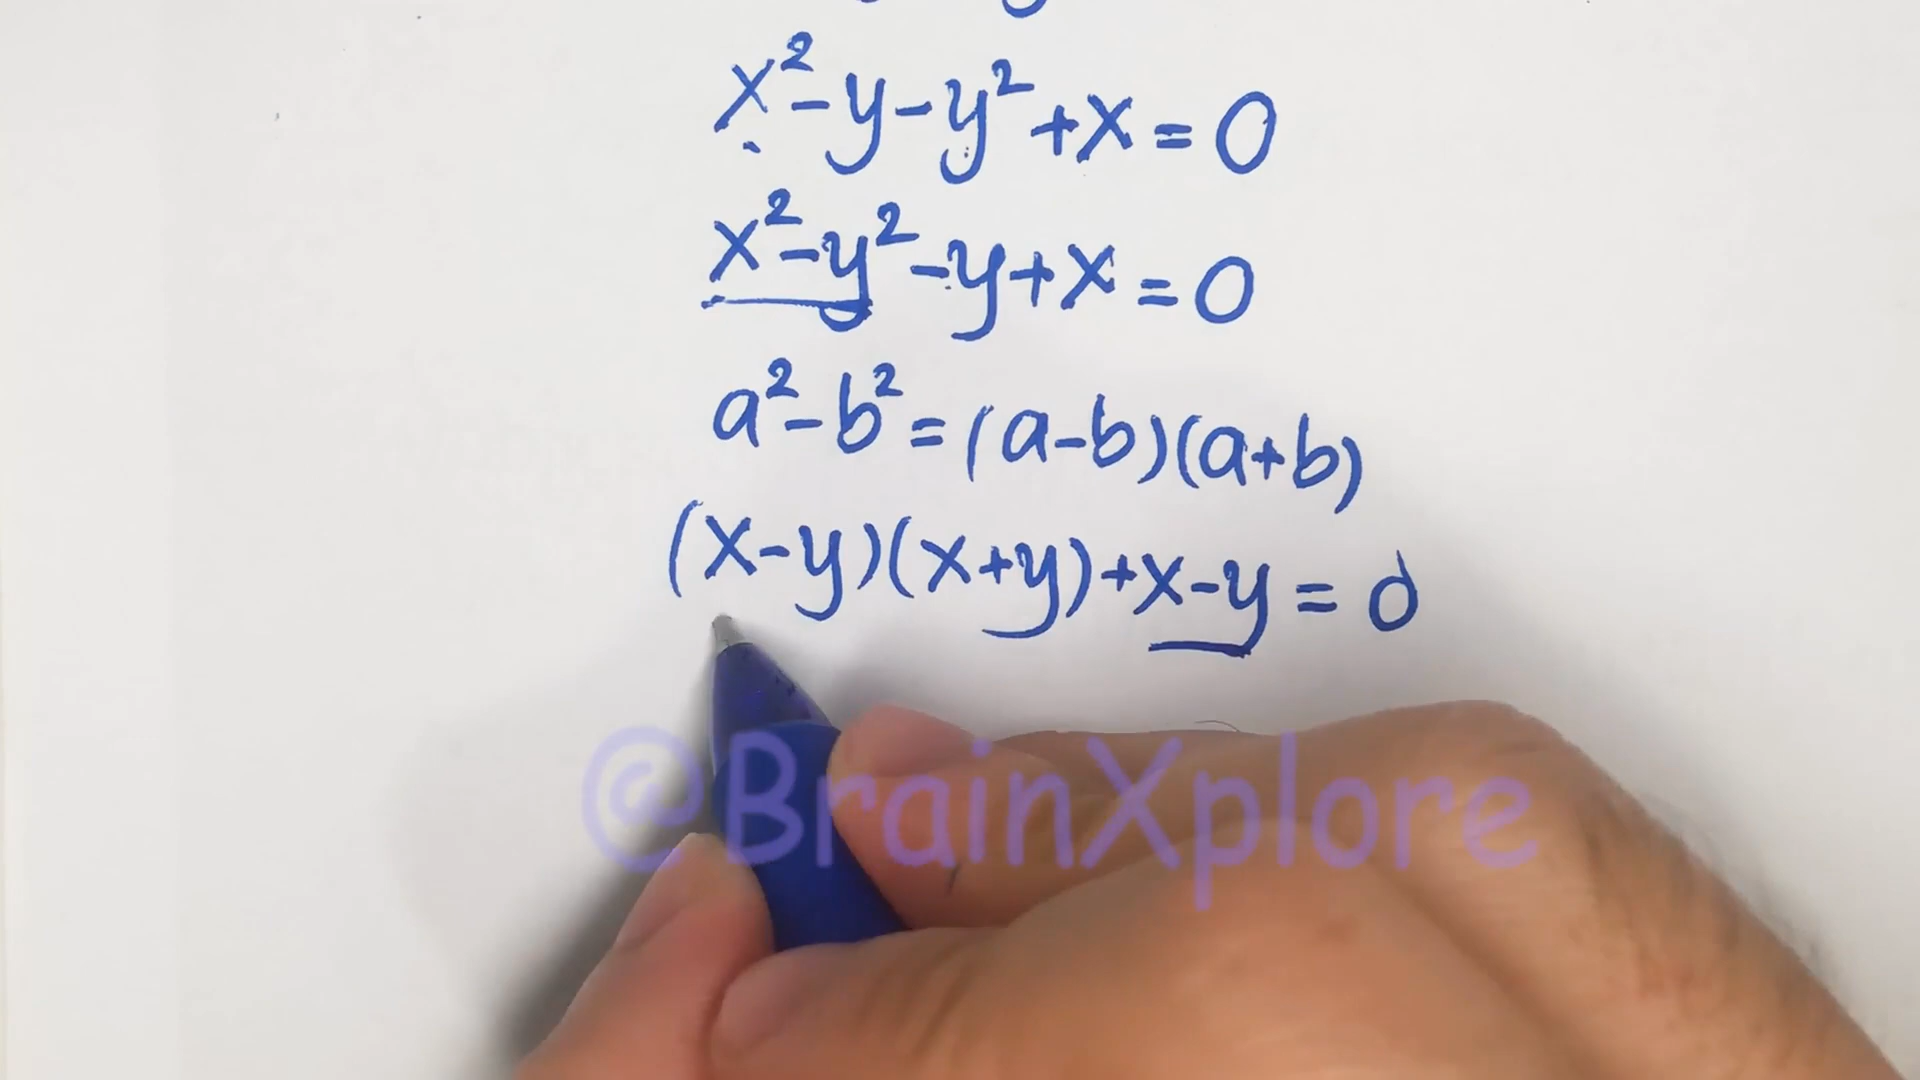 x²-y-y²+x=0
x²-y²-y+x=0
a²-b²=(a-b)(a+b)
(x-y)(x+y)+x-y=0
@BrainXplore